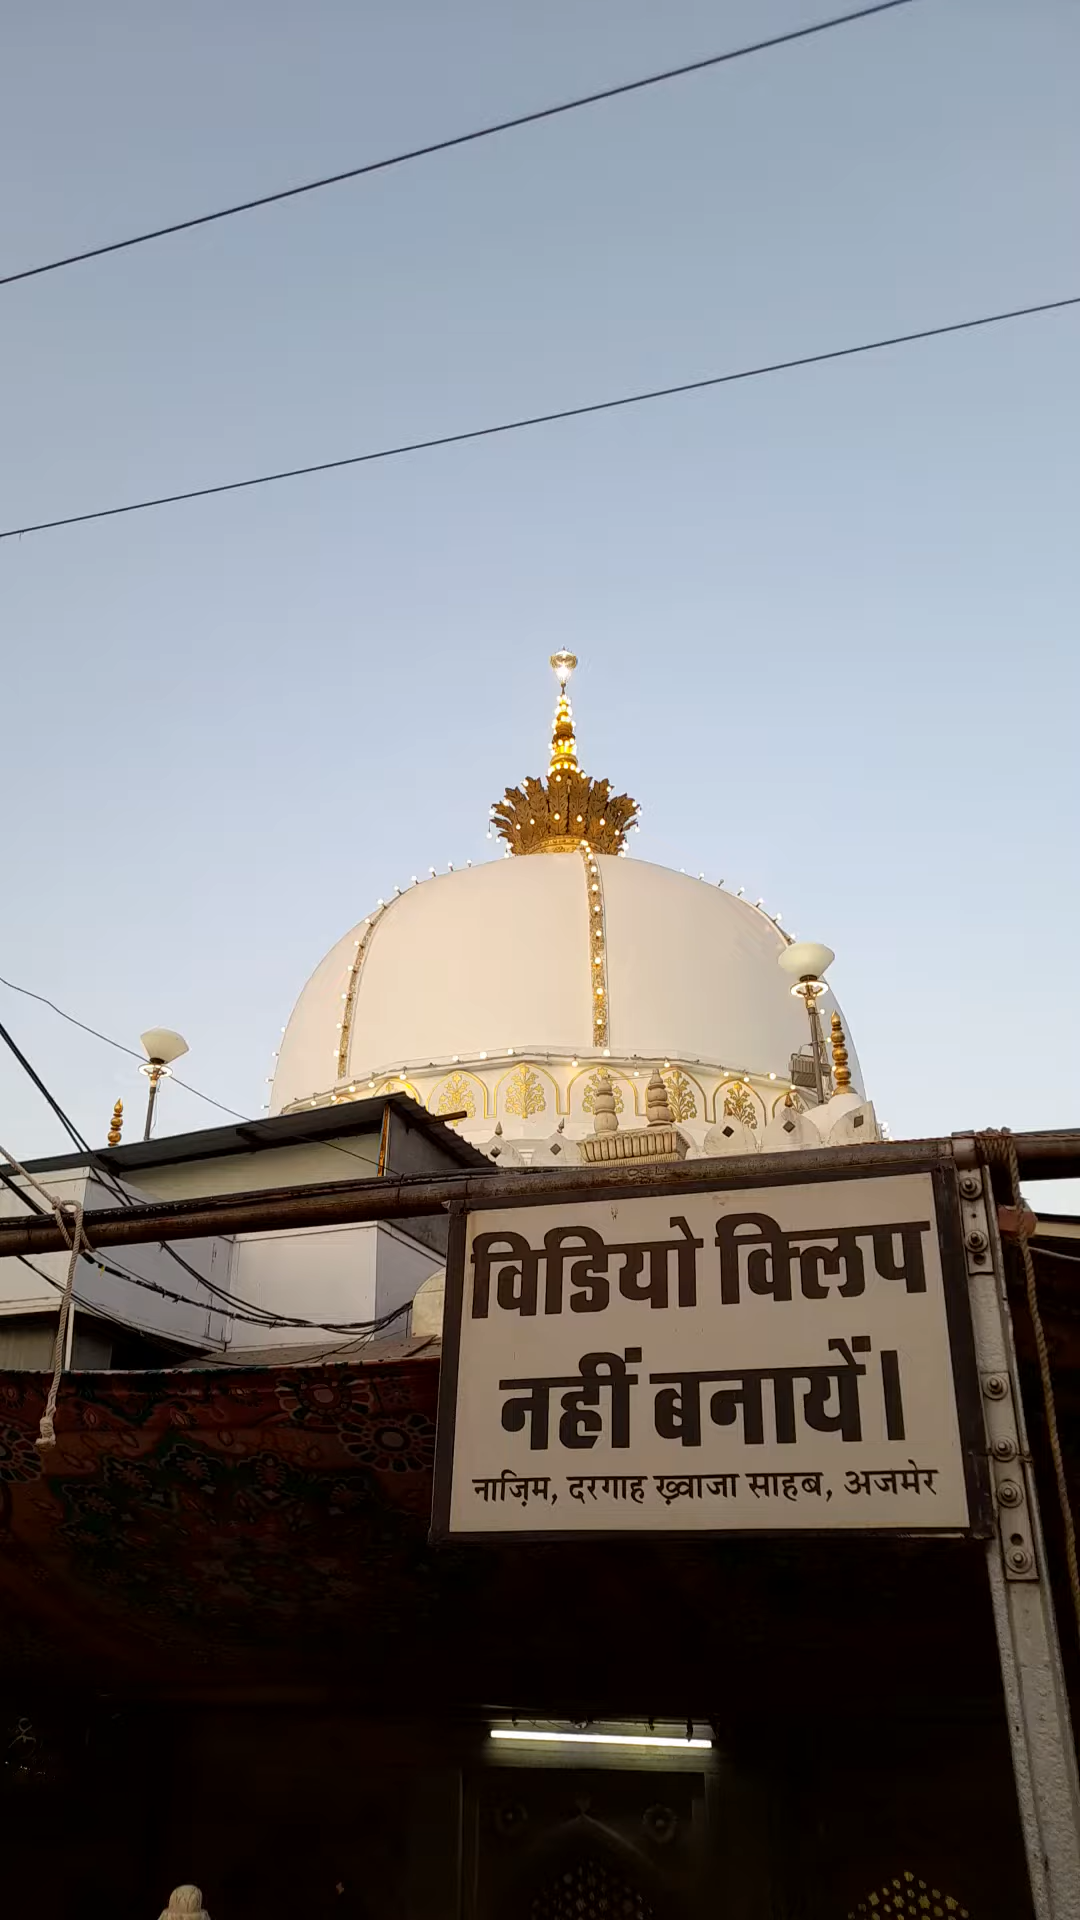 विडियो क्लिप
नहीं बनायें।
नाज़िम, दरगाह ख़्वाजा साहब, अजमेर